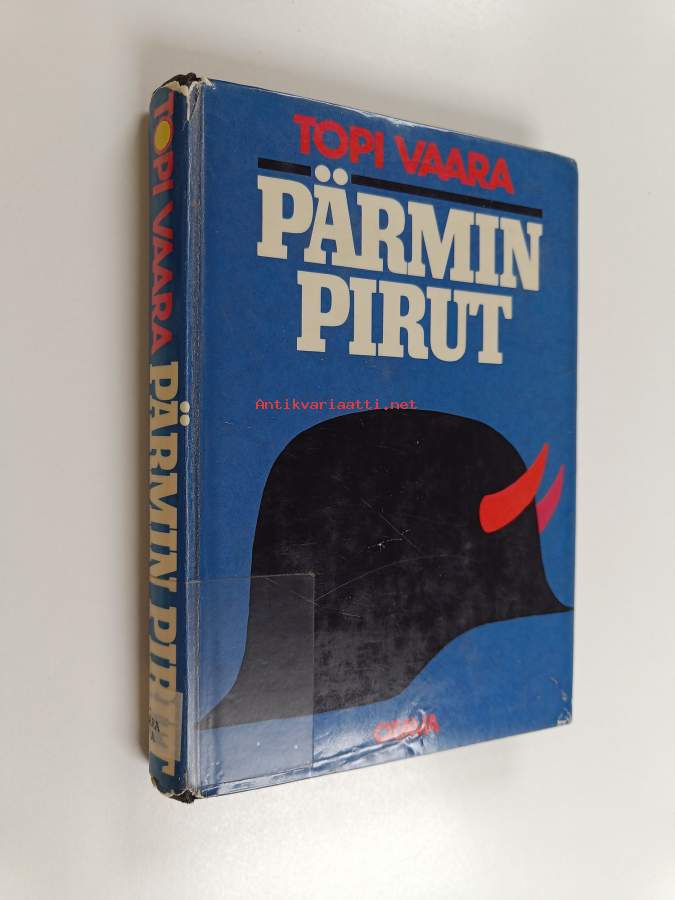 TOPI VAARA
PÄRMIN
PIRUT
Antikvariaatti.net
OTAVA
TOPI VAARA PÄRMIN PIRUT